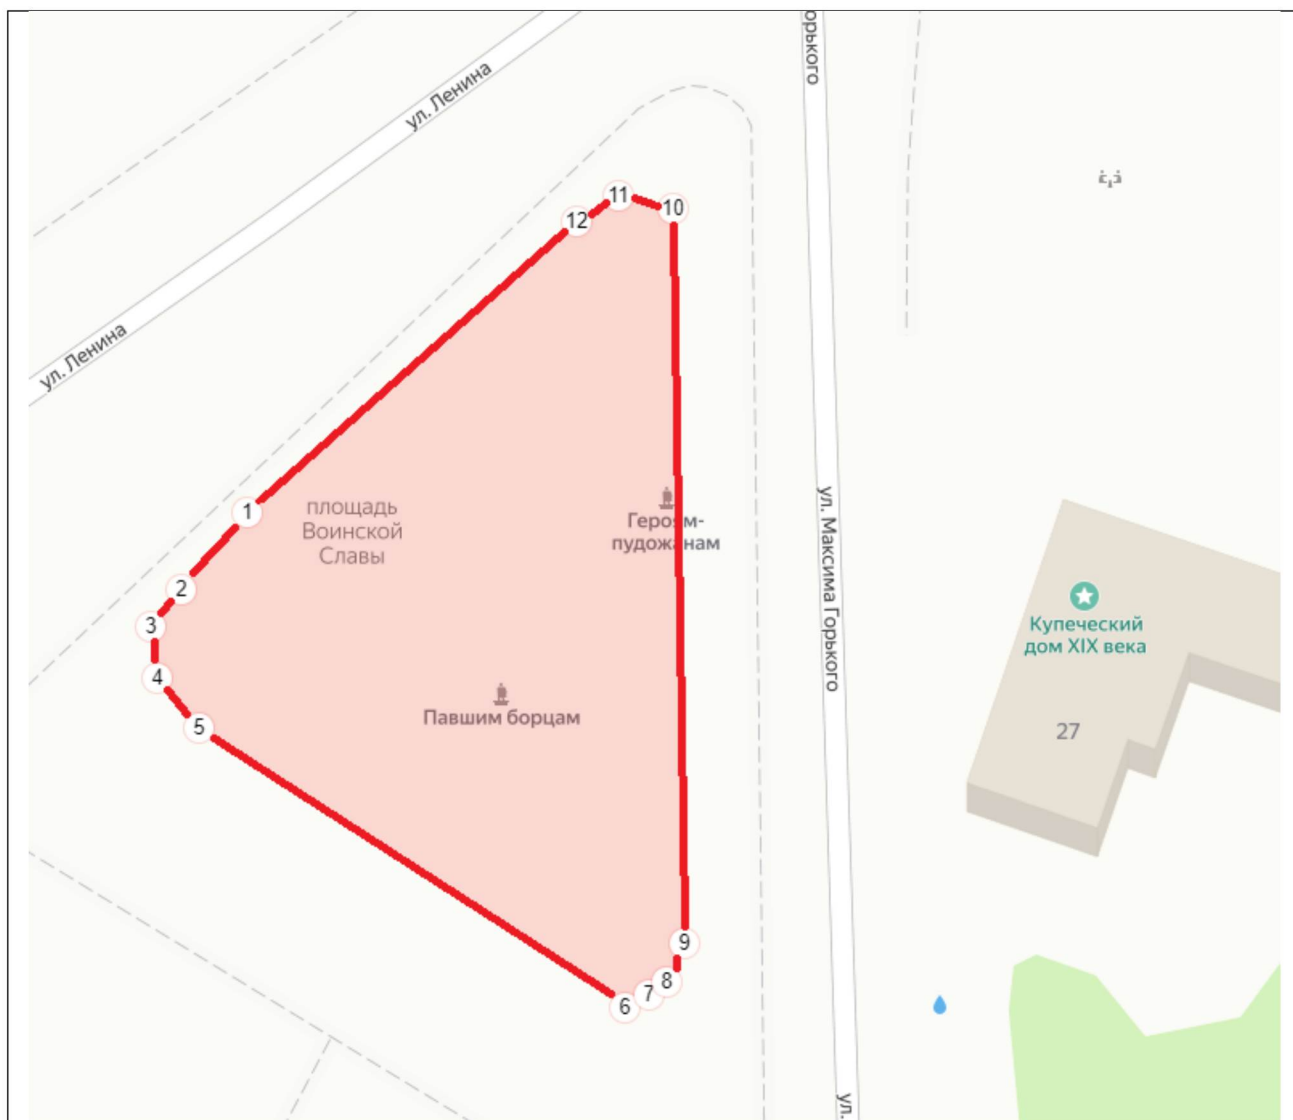 орького
ул. Ленина
11
10
12
ул. Ленина
1
площадь
Воинской
Славы
Героям-
пудожанам
ул. Максима Горького
2
3
4
5
Купеческий
дом XIX века
Павшим борцам
27
9
8
7
6
ул.